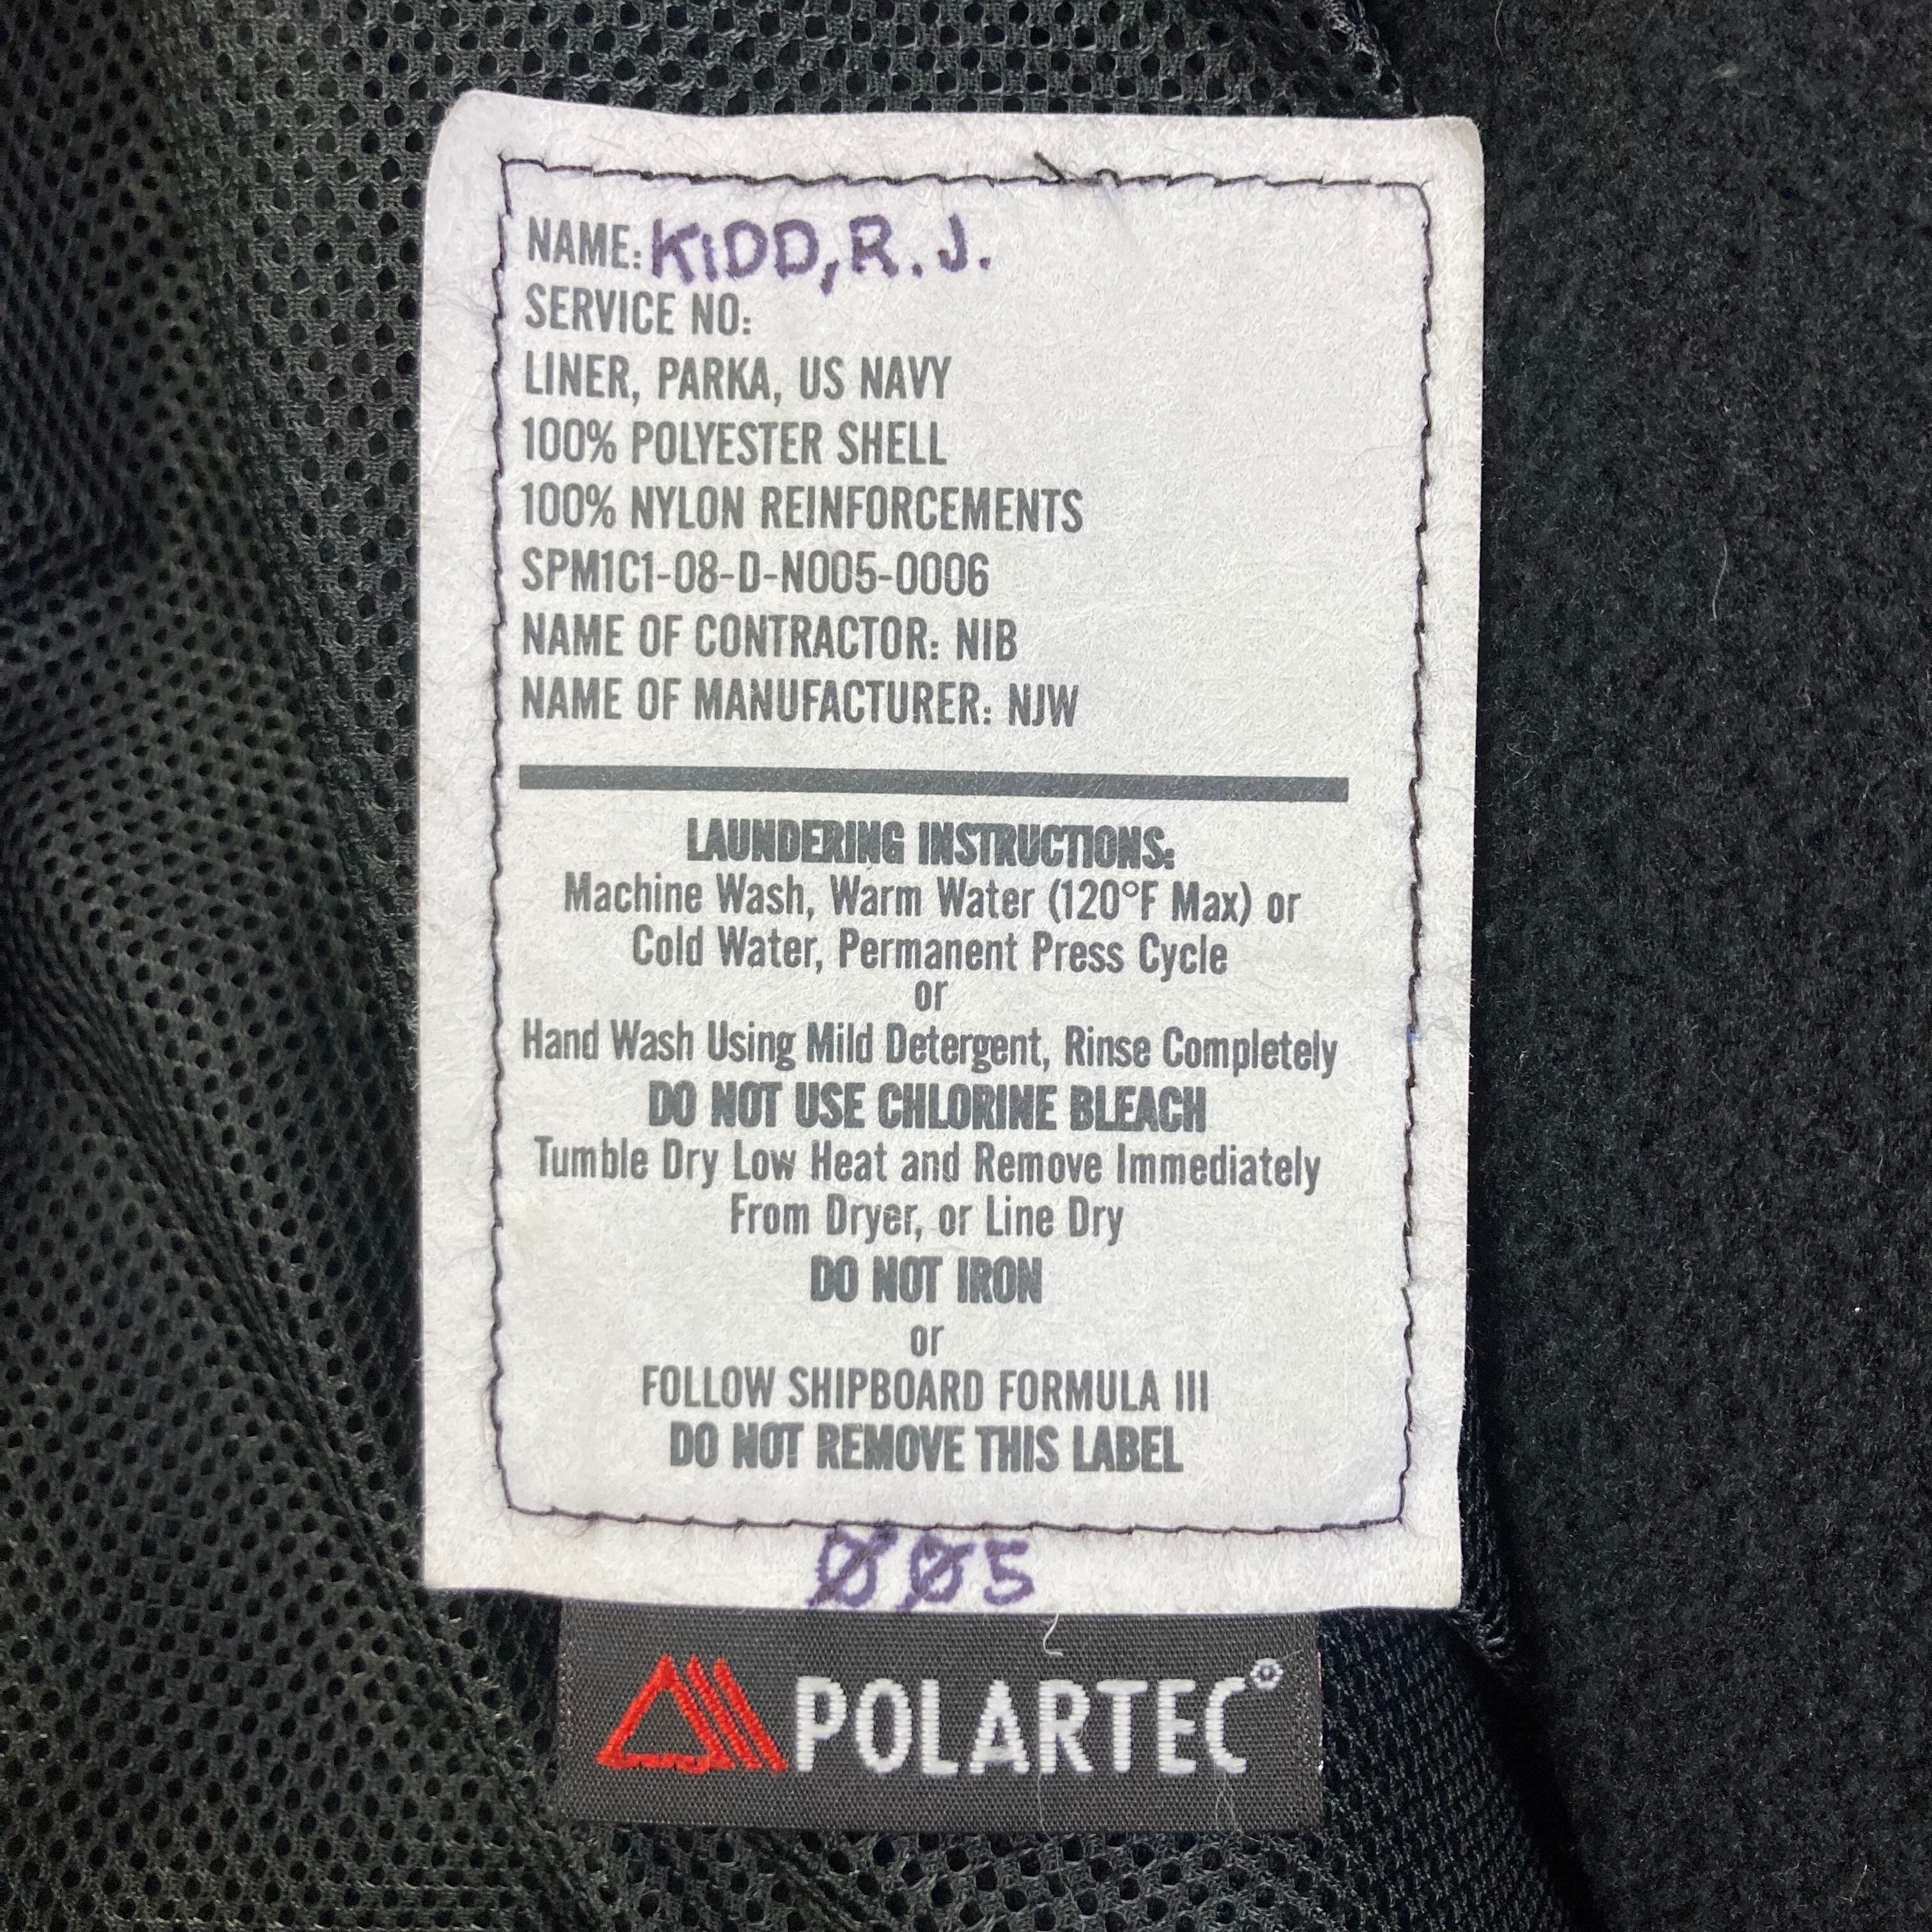 NAME: KIDD, R. J.
SERVICE NO:
LINER, PARKA, US NAVY
100% POLYESTER SHELL
100% NYLON REINFORCEMENTS
SPM1C1-08-D-N005-0006
NAME OF CONTRACTOR: NIB
NAME OF MANUFACTURER: NJW
LAUNDERING INSTRUCTIONS:
Machine Wash, Warm Water (120°F Max) or
Cold Water, Permanent Press Cycle
or
Hand Wash Using Mild Detergent, Rinse Completely
DO NOT USE CHLORINE BLEACH
Tumble Dry Low Heat and Remove Immediately
From Dryer, or Line Dry
DO NOT IRON
or
FOLLOW SHIPBOARD FORMULA III
DO NOT REMOVE THIS LABEL
ØØ5
POLARTEC®